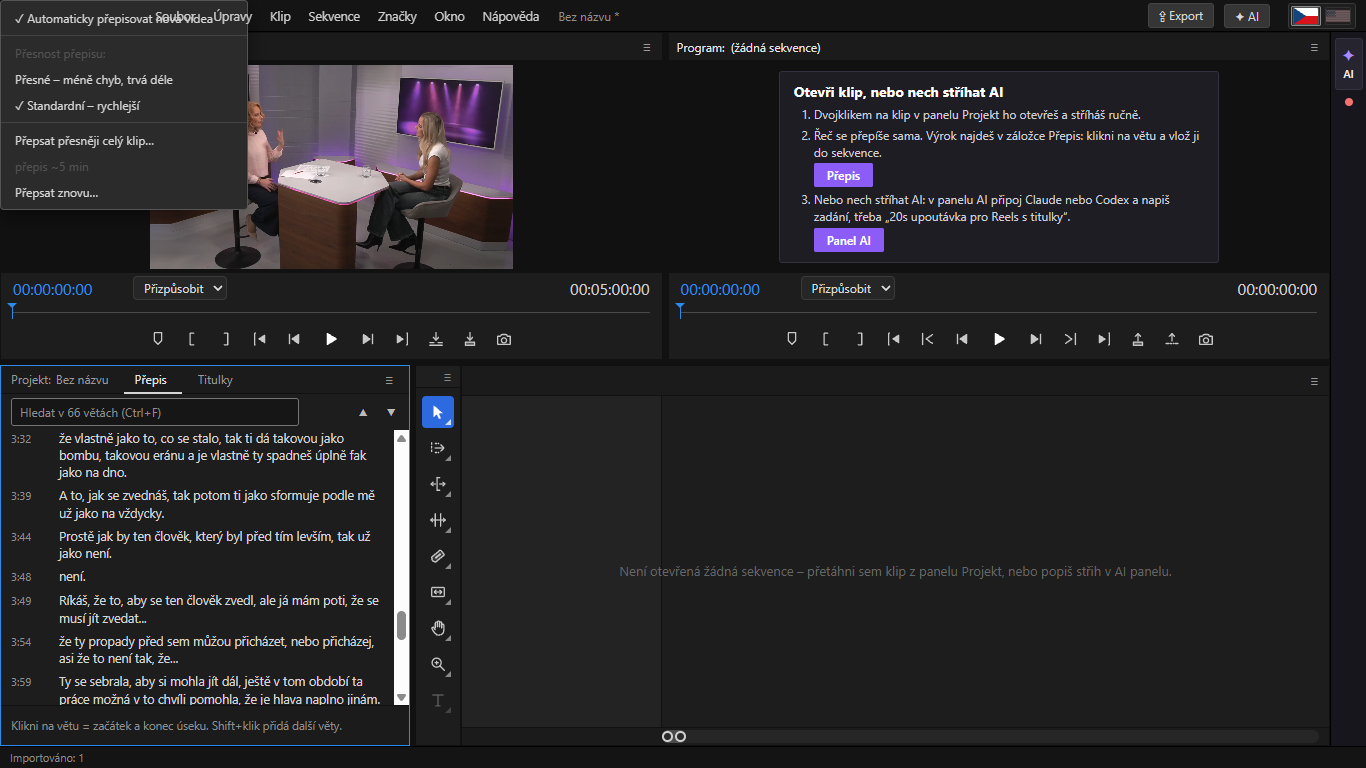 ✓ Automaticky přepisovat nová videa
Soubor Úpravy Klip Sekvence Značky Okno Nápověda Bez názvu *
Export
AI
Přesnost přepisu:
Přesné – méně chyb, trvá déle
✓ Standardní – rychlejší
Přepsat přesněji celý klip...
přepis ~5 min
Přepsat znovu...
Program: (žádná sekvence)
Otevři klip, nebo nech stříhat AI
1. Dvojklikem na klip v panelu Projekt ho otevřeš a stříháš ručně.
2. Řeč se přepíše sama. Výrok najdeš v záložce Přepis: klikni na větu a vlož ji
do sekvence.
Přepis
3. Nebo nech stříhat AI: v panelu AI připoj Claude nebo Codex a napiš
zadání, třeba „20s upoutávka pro Reels s titulky“.
Panel AI
AI
00:00:00:00 Přizpůsobit 00:05:00:00
00:00:00:00 Přizpůsobit 00:00:00:00
Projekt: Bez názvu Přepis Titulky
Hledat v 66 větách (Ctrl+F)
3:32 že vlastně jako to, co se stalo, tak ti dá takovou jako
bombu, takovou eránu a je vlastně ty spadneš úplně fak
jako na dno.
3:39 A to, jak se zvednáš, tak potom ti jako sformuje podle mě
už jako na vždycky.
3:44 Prostě jak by ten člověk, který byl před tím levším, tak už
jako není.
3:48 není.
3:49 Ríkáš, že to, aby se ten člověk zvedl, ale já mám poti, že se
musí jít zvedat...
3:54 že ty propady před sem můžou přicházet, nebo přicházej,
asi že to není tak, že...
3:59 Ty se sebrala, aby si mohla jít dál, ještě v tom období ta
práce možná v to chvíli pomohla, že je hlava naplno jinám.
Klikni na větu = začátek a konec úseku. Shift+klik přidá další věty.
Není otevřená žádná sekvence – přetáhni sem klip z panelu Projekt, nebo popiš střih v AI panelu.
Importováno: 1